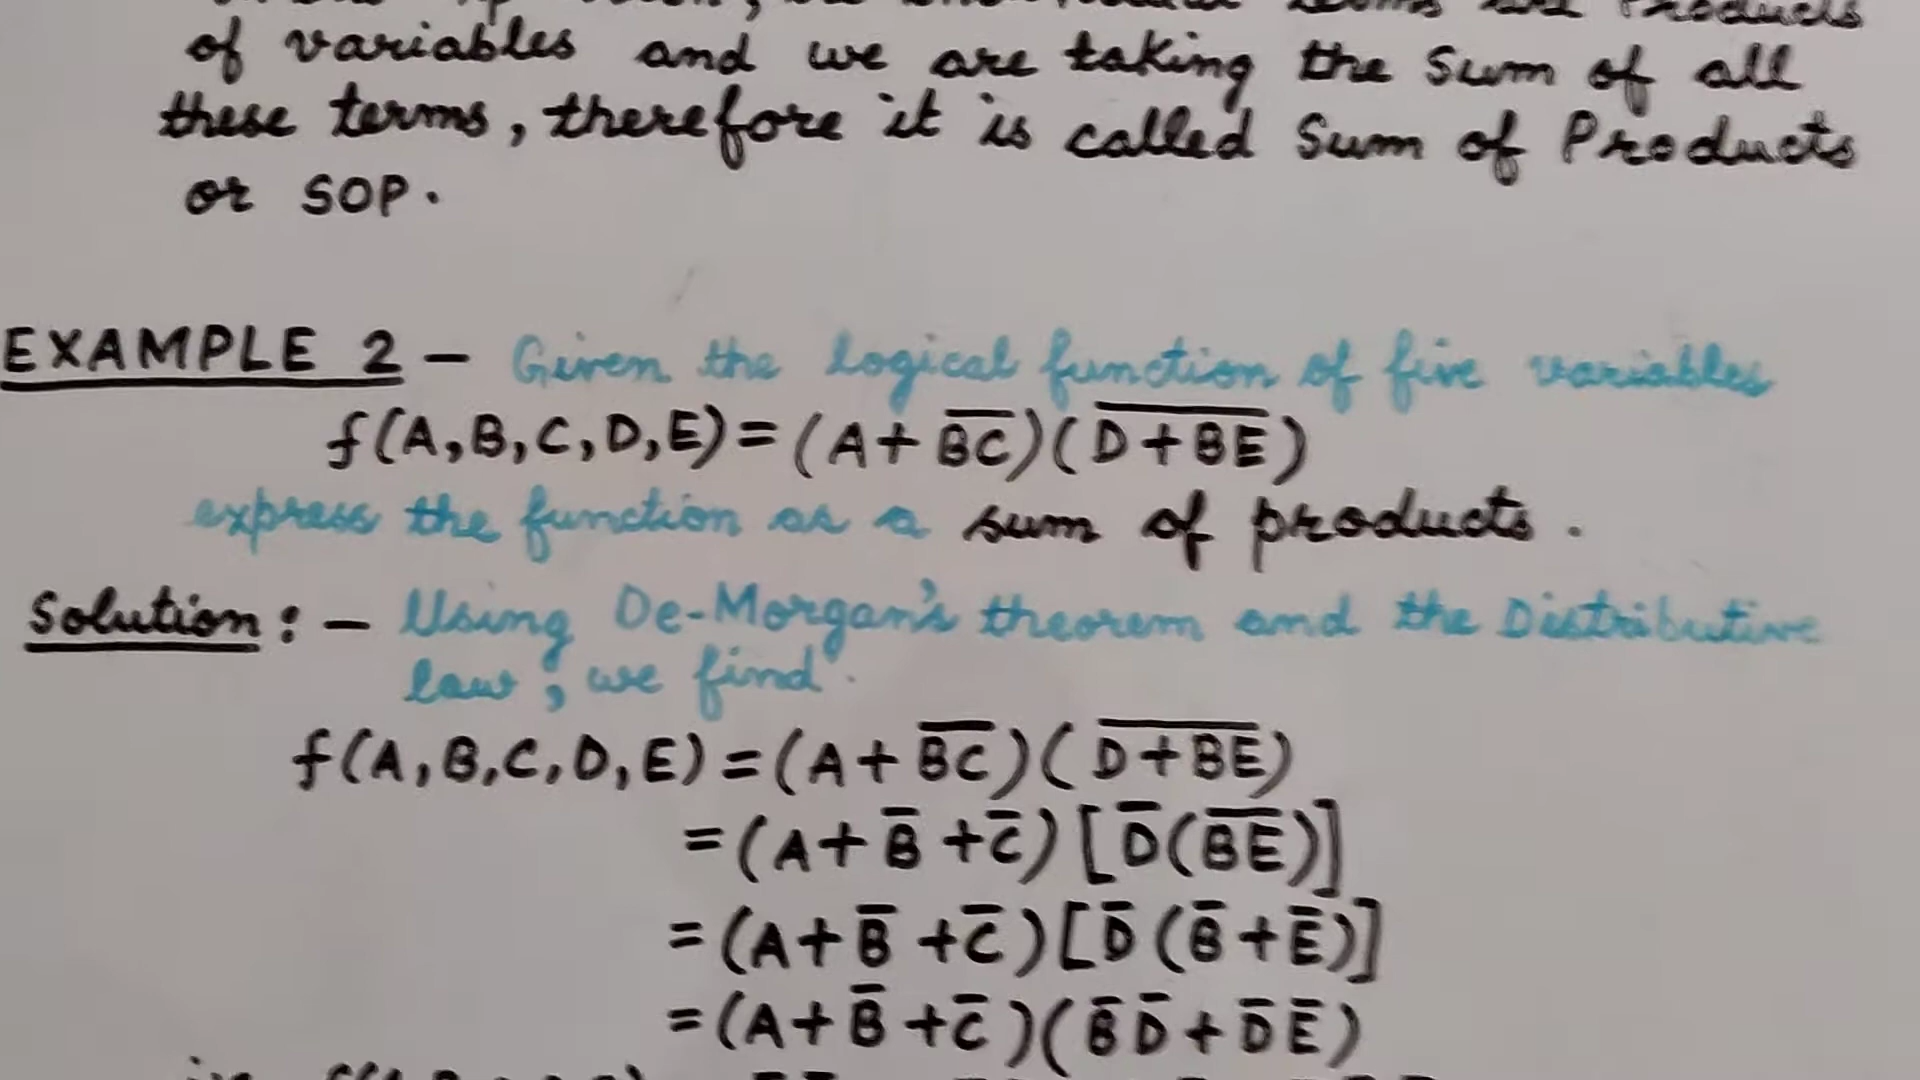 Products
of variables and we are taking the sum of all
these terms, therefore it is called Sum of Products
or SOP.
EXAMPLE 2 - Given the logical function of five variables
f(A,B,C,D,E)=(A+B̅C̅)(D̅+̅B̅E̅)
express the function as a sum of products.
Solution:- Using De-Morgan's theorem and the Distributive
law, we find.
f(A,B,C,D,E)=(A+B̅C̅)(D̅+̅B̅E̅)
=(A+B̅+C̅)[D̅(B̅E̅)]
=(A+B̅+C̅)[D̅(B̅+E̅)]
=(A+B̅+C̅)(B̅D̅+D̅E̅)